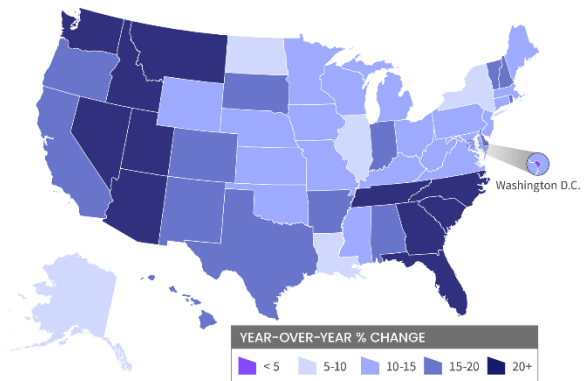 Washington D.C.
YEAR-OVER-YEAR % CHANGE
< 5 5-10 10-15 15-20 20+